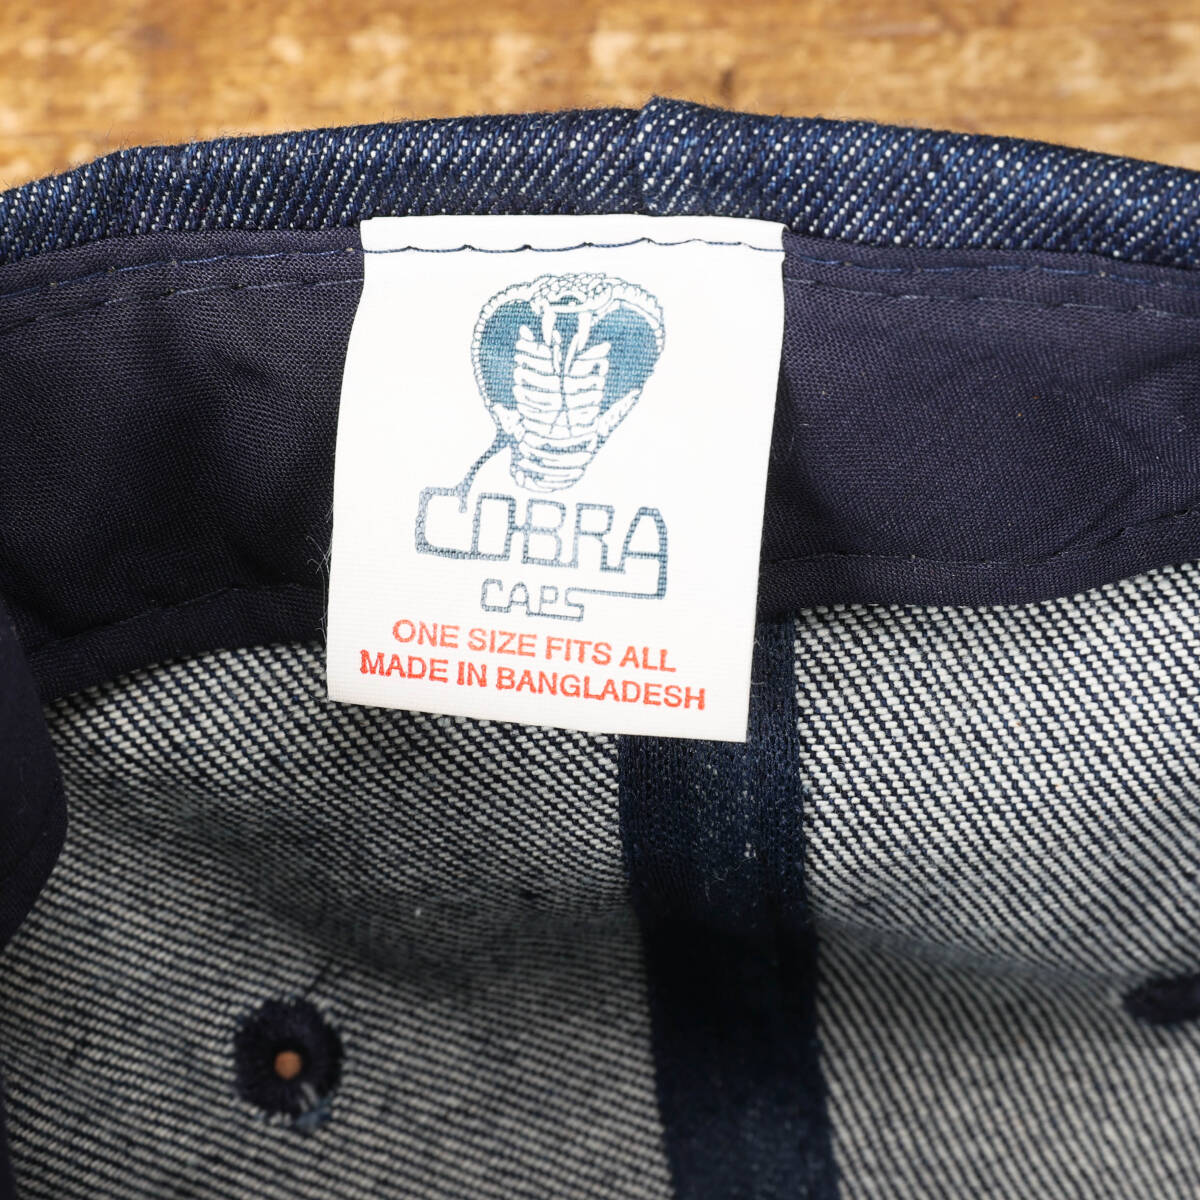 COBRA
CAPS
ONE SIZE FITS ALL
MADE IN BANGLADESH